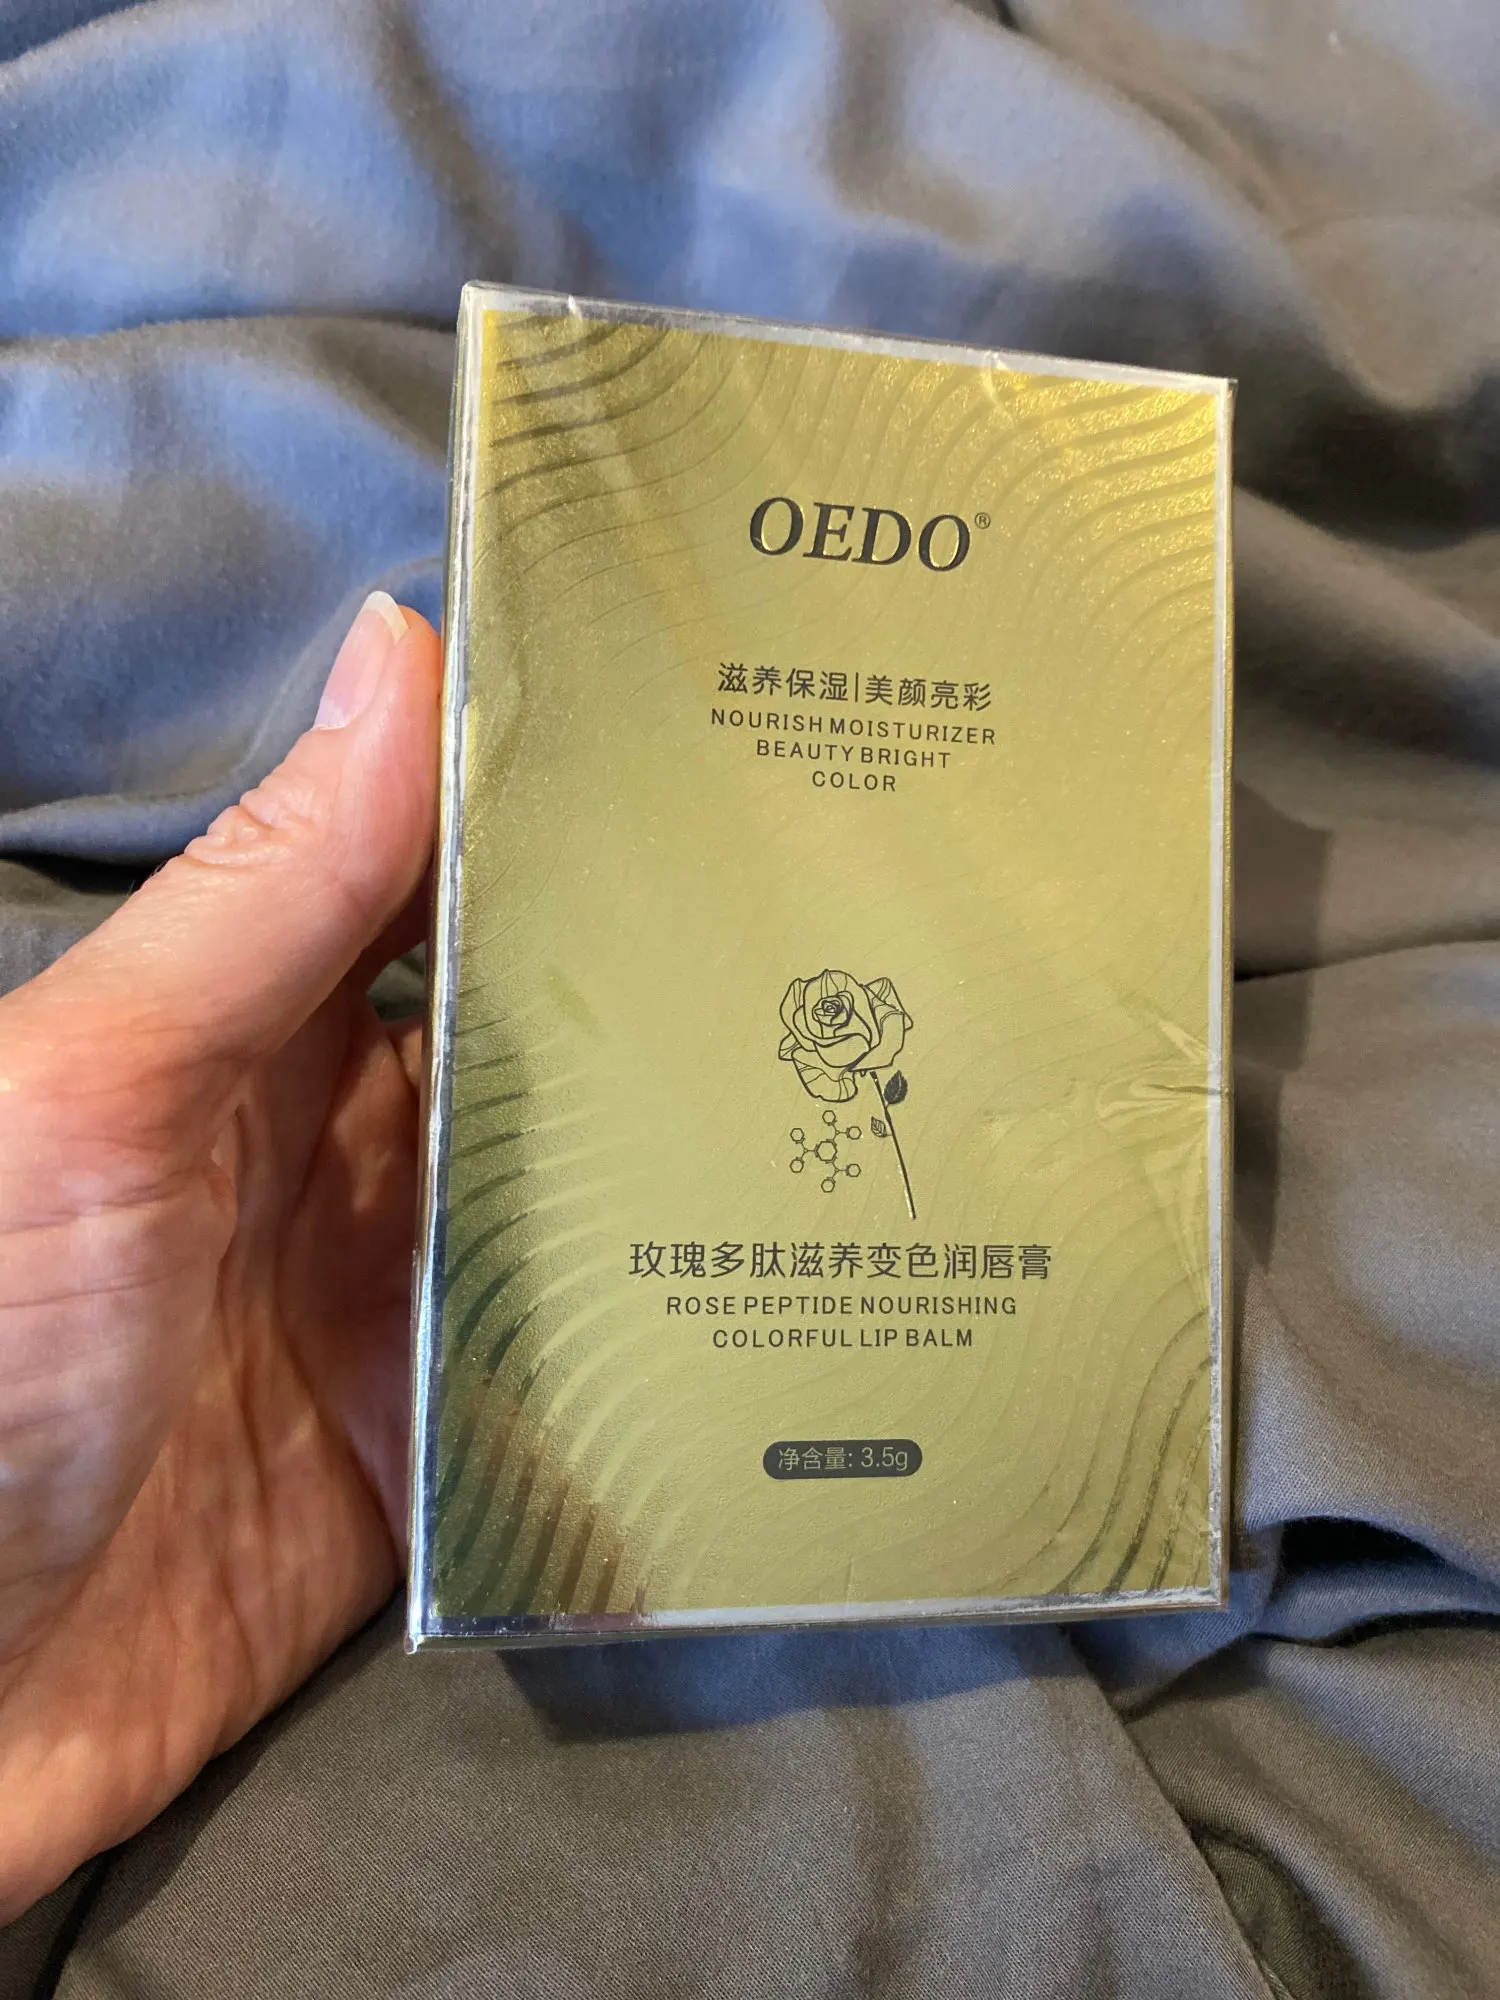 OEDO®
滋养保湿|美颜亮彩
NOURISH MOISTURIZER
BEAUTY BRIGHT
COLOR
玫瑰多肽滋养变色润唇膏
ROSE PEPTIDE NOURISHING
COLORFUL LIP BALM
净含量: 3.5g